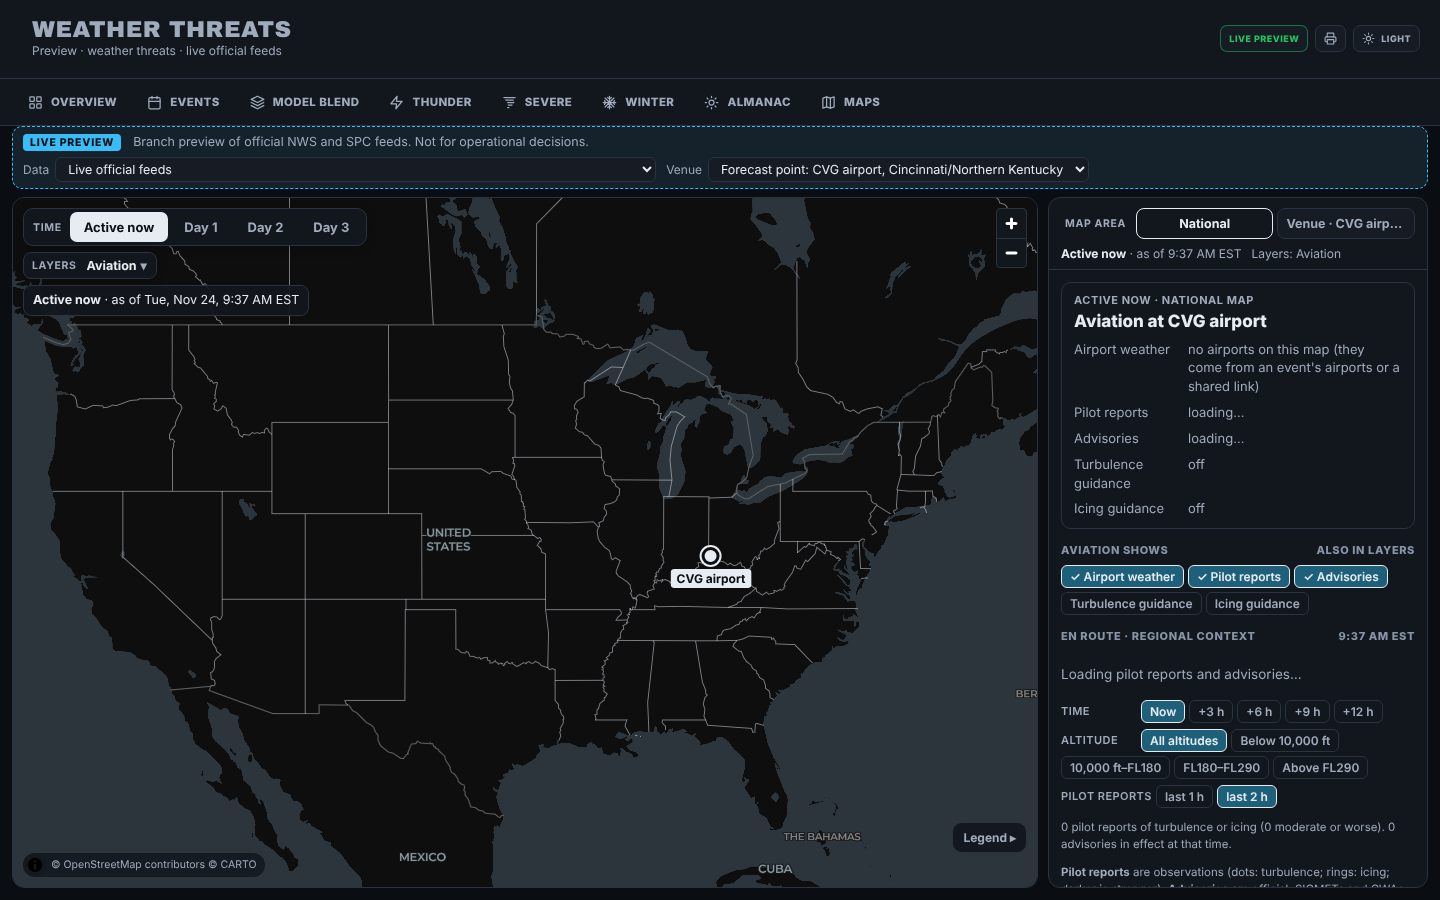 WEATHER THREATS
Preview · weather threats · live official feeds
LIVE PREVIEW
LIGHT
OVERVIEW
EVENTS
MODEL BLEND
THUNDER
SEVERE
WINTER
ALMANAC
MAPS
LIVE PREVIEW Branch preview of official NWS and SPC feeds. Not for operational decisions.
Data Live official feeds Venue Forecast point: CVG airport, Cincinnati/Northern Kentucky
TIME Active now Day 1 Day 2 Day 3
LAYERS Aviation ▾
Active now · as of Tue, Nov 24, 9:37 AM EST
+
−
UNITED
STATES
CVG airport
BER
THE BAHAMAS
MEXICO
CUBA
Legend ▸
© OpenStreetMap contributors © CARTO
MAP AREA National Venue · CVG airp...
Active now · as of 9:37 AM EST Layers: Aviation
ACTIVE NOW · NATIONAL MAP
Aviation at CVG airport
Airport weather no airports on this map (they
come from an event's airports or a
shared link)
Pilot reports loading...
Advisories loading...
Turbulence off
guidance
Icing guidance off
AVIATION SHOWS ALSO IN LAYERS
✓ Airport weather ✓ Pilot reports ✓ Advisories
Turbulence guidance Icing guidance
EN ROUTE · REGIONAL CONTEXT 9:37 AM EST
Loading pilot reports and advisories...
TIME Now +3 h +6 h +9 h +12 h
ALTITUDE All altitudes Below 10,000 ft
10,000 ft–FL180 FL180–FL290 Above FL290
PILOT REPORTS last 1 h last 2 h
0 pilot reports of turbulence or icing (0 moderate or worse). 0
advisories in effect at that time.
Pilot reports are observations (dots: turbulence; rings: icing;